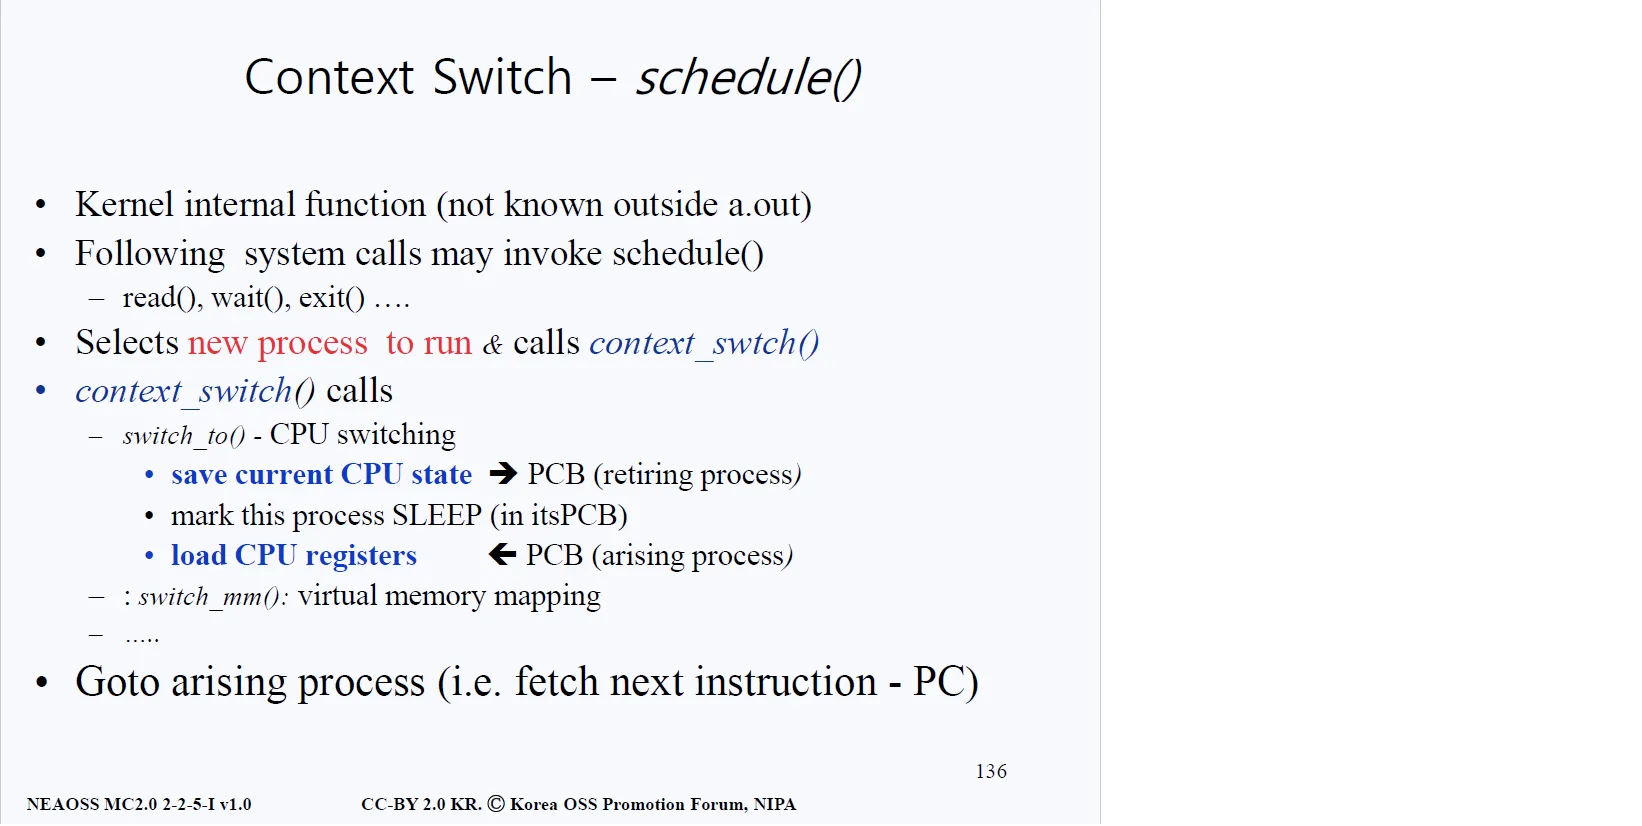 Context Switch – schedule()
• Kernel internal function (not known outside a.out)
• Following system calls may invoke schedule()
– read(), wait(), exit() ….
• Selects new process to run & calls context_swtch()
• context_switch() calls
– switch_to() - CPU switching
• save current CPU state ➔ PCB (retiring process)
• mark this process SLEEP (in itsPCB)
• load CPU registers 🡸 PCB (arising process)
– : switch_mm(): virtual memory mapping
– …..
• Goto arising process (i.e. fetch next instruction - PC)
136
NEAOSS MC2.0 2-2-5-I v1.0 CC-BY 2.0 KR. Ⓒ Korea OSS Promotion Forum, NIPA